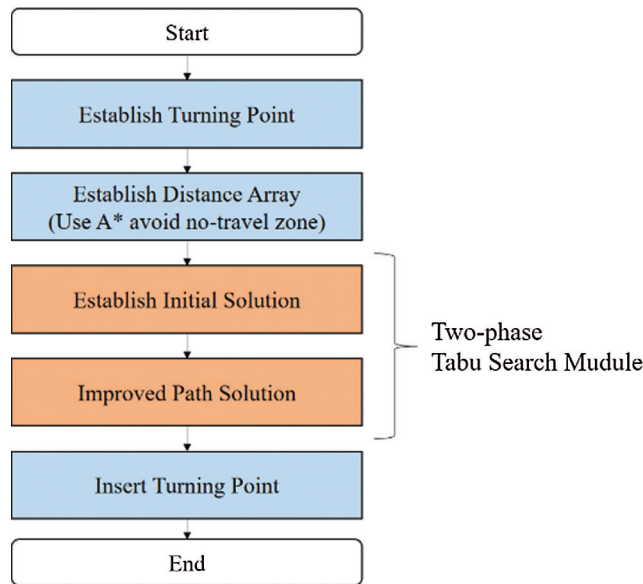 Start
Establish Turning Point
Establish Distance Array
(Use A* avoid no-travel zone)
Establish Initial Solution
Improved Path Solution
Two-phase
Tabu Search Mudule
Insert Turning Point
End